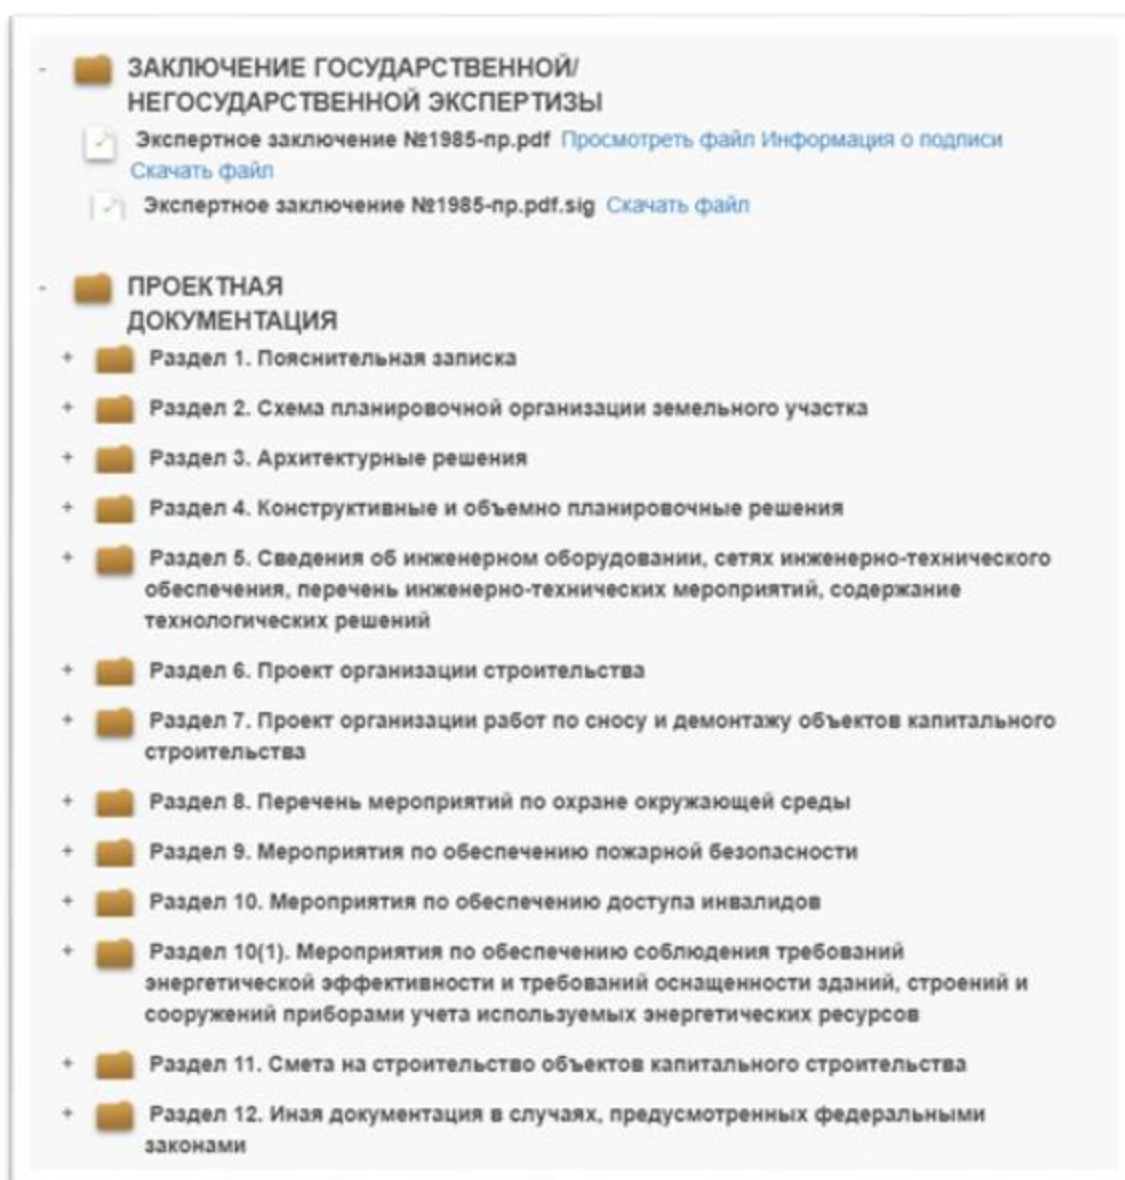 - ЗАКЛЮЧЕНИЕ ГОСУДАРСТВЕННОЙ/
НЕГОСУДАРСТВЕННОЙ ЭКСПЕРТИЗЫ
Экспертное заключение №1985-пр.pdf Просмотреть файл Информация о подписи
Скачать файл
Экспертное заключение №1985-пр.pdf.sig Скачать файл
- ПРОЕКТНАЯ
ДОКУМЕНТАЦИЯ
+ Раздел 1. Пояснительная записка
+ Раздел 2. Схема планировочной организации земельного участка
+ Раздел 3. Архитектурные решения
+ Раздел 4. Конструктивные и объемно планировочные решения
+ Раздел 5. Сведения об инженерном оборудовании, сетях инженерно-технического
обеспечения, перечень инженерно-технических мероприятий, содержание
технологических решений
+ Раздел 6. Проект организации строительства
+ Раздел 7. Проект организации работ по сносу и демонтажу объектов капитального
строительства
+ Раздел 8. Перечень мероприятий по охране окружающей среды
+ Раздел 9. Мероприятия по обеспечению пожарной безопасности
+ Раздел 10. Мероприятия по обеспечению доступа инвалидов
+ Раздел 10(1). Мероприятия по обеспечению соблюдения требований
энергетической эффективности и требований оснащенности зданий, строений и
сооружений приборами учета используемых энергетических ресурсов
+ Раздел 11. Смета на строительство объектов капитального строительства
+ Раздел 12. Иная документация в случаях, предусмотренных федеральными
законами